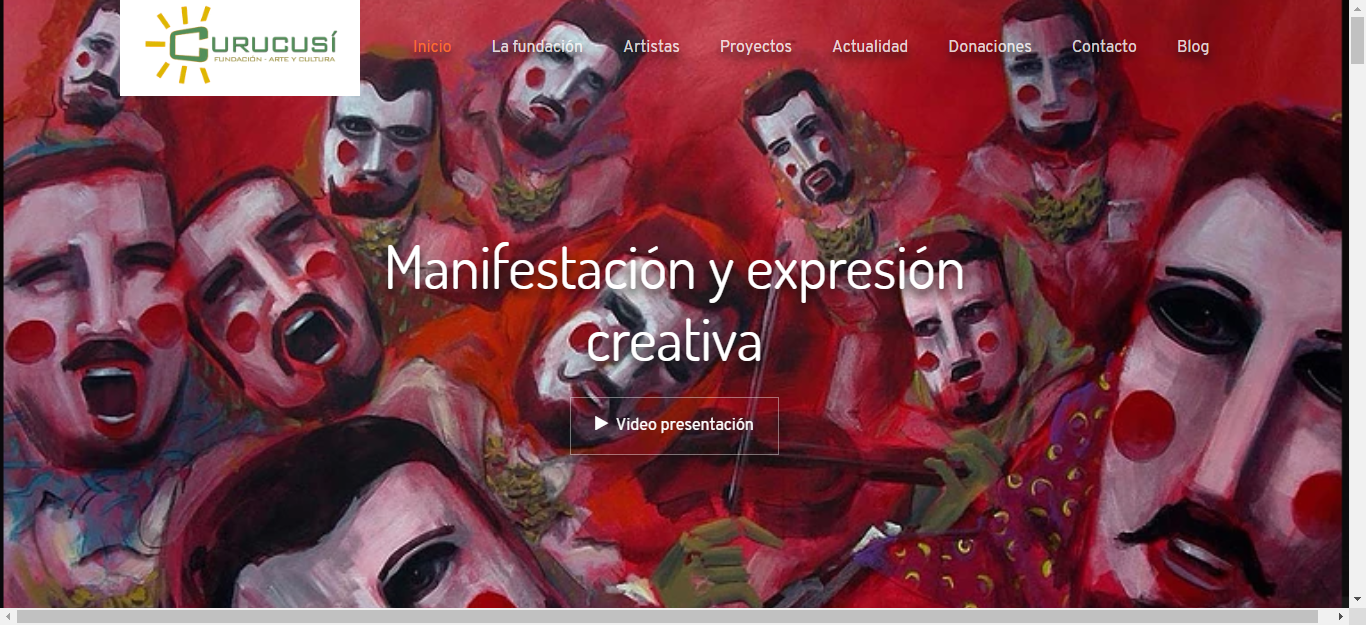 CURUCUSÍ
FUNDACIÓN - ARTE Y CULTURA
Inicio
La fundación
Artistas
Proyectos
Actualidad
Donaciones
Contacto
Blog
Manifestación y expresión
creativa
Video presentación